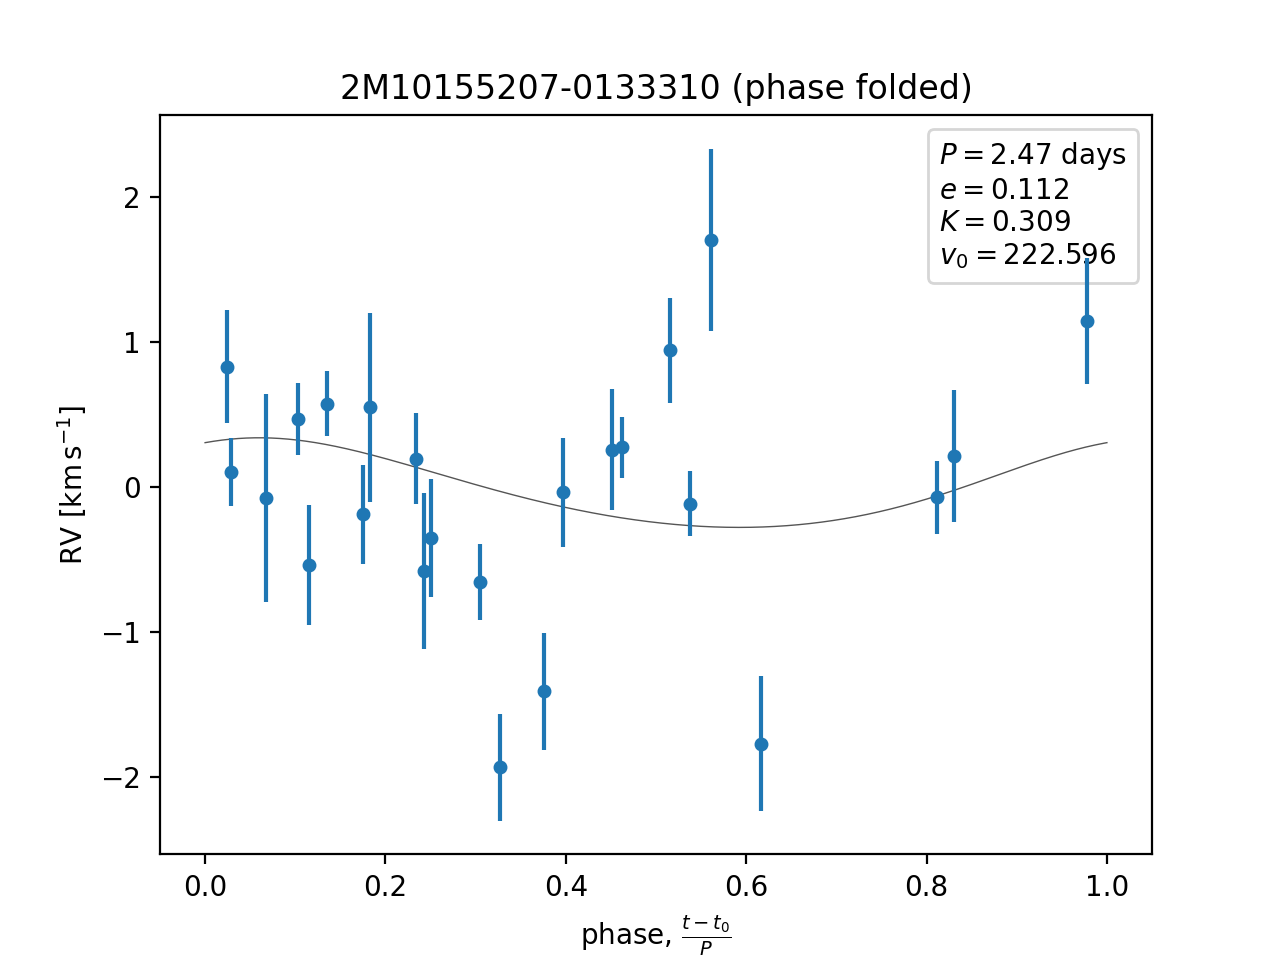 2M10155207-0133310 (phase folded)
P = 2.47 days
e = 0.112
K = 0.309
v₀ = 222.596
RV [km s⁻¹]
2
1
0
−1
−2
0.0 0.2 0.4 0.6 0.8 1.0
phase, (t − t₀)/P